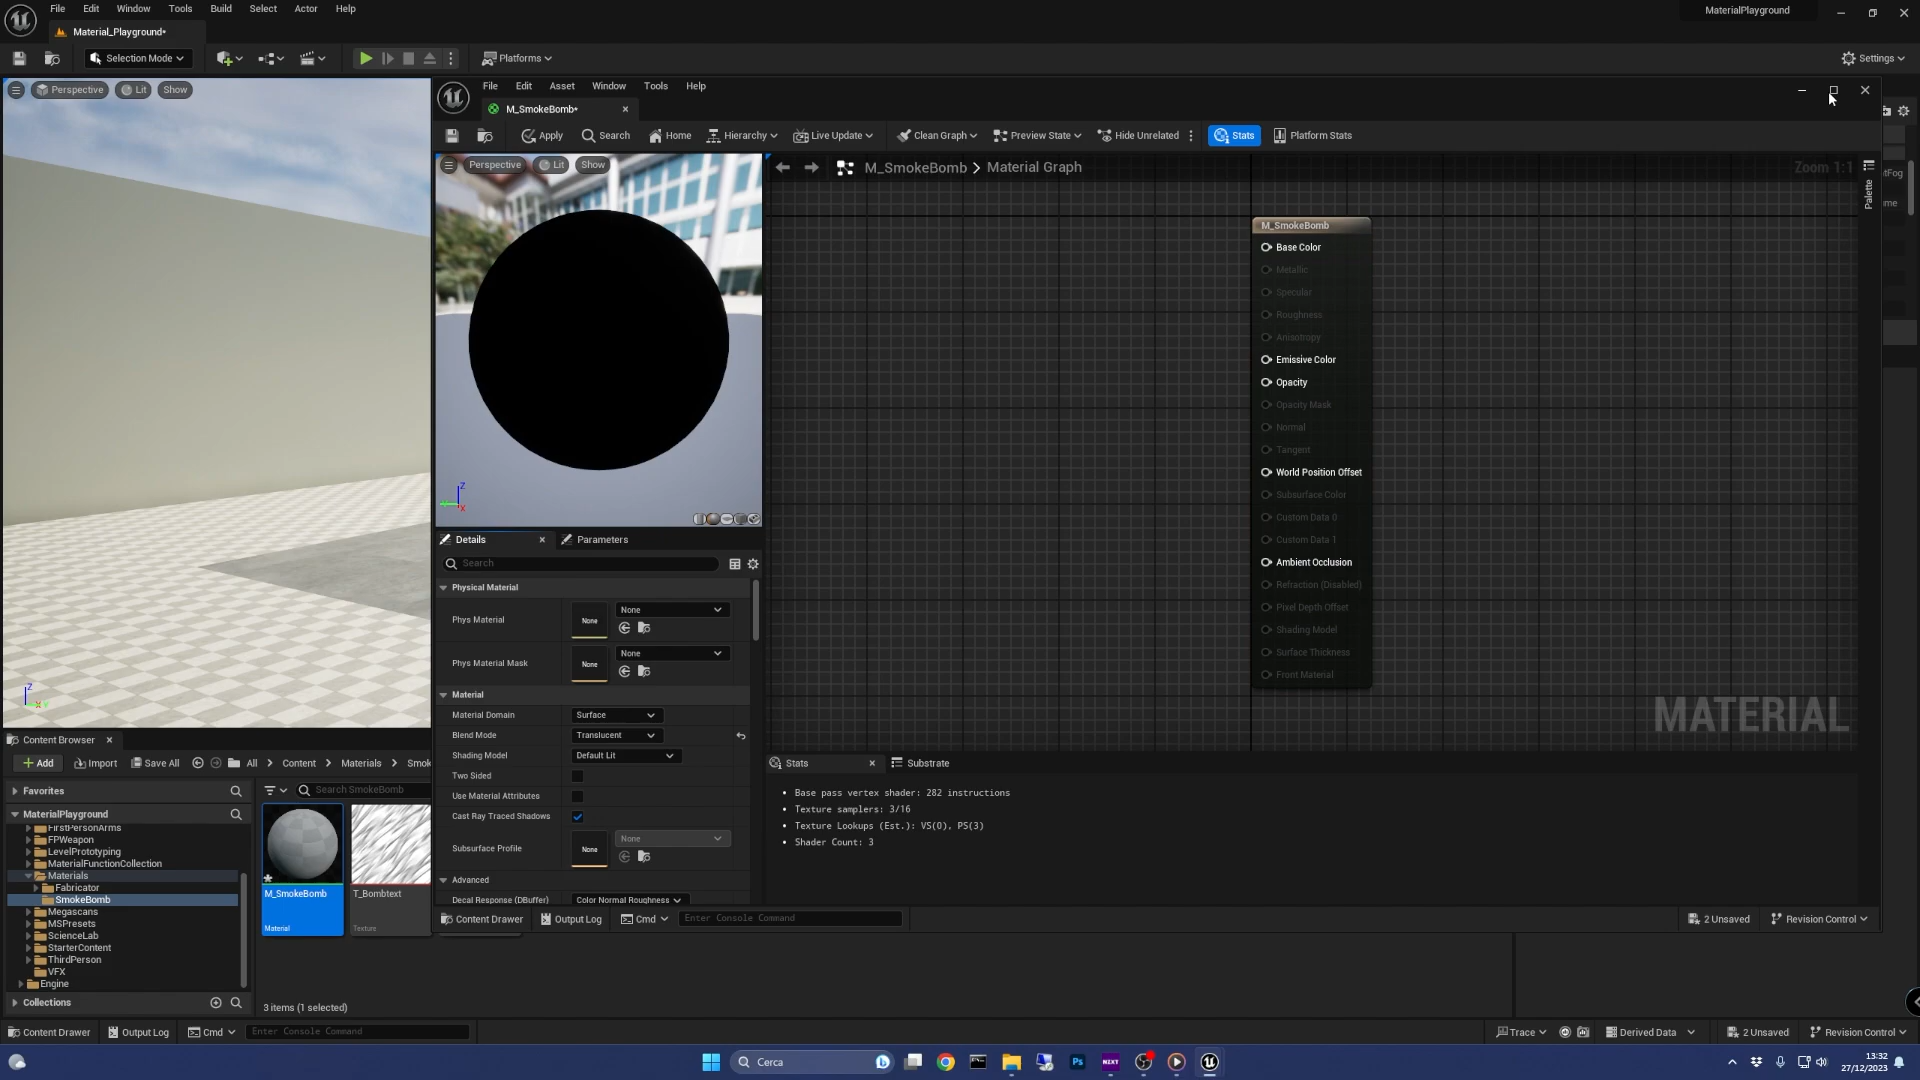 File Edit Window Tools Build Select Actor Help
MaterialPlayground
Material_Playground*
Selection Mode
Platforms
Settings
Perspective Lit Show
File Edit Asset Window Tools Help
M_SmokeBomb*
Apply Search Home Hierarchy Live Update Clean Graph Preview State Hide Unrelated Stats Platform Stats
Perspective Lit Show
M_SmokeBomb > Material Graph
Zoom 1:1
Palette
M_SmokeBomb
Base Color
Metallic
Specular
Roughness
Anisotropy
Emissive Color
Opacity
Opacity Mask
Normal
Tangent
World Position Offset
Subsurface Color
Custom Data 0
Custom Data 1
Ambient Occlusion
Refraction (Disabled)
Pixel Depth Offset
Shading Model
Surface Thickness
Front Material
MATERIAL
Details Parameters
Search
Physical Material
Phys Material None None
Phys Material Mask None None
Material
Material Domain Surface
Blend Mode Translucent
Shading Model Default Lit
Two Sided
Use Material Attributes
Cast Ray Traced Shadows
Subsurface Profile None None
Advanced
Decal Response (DBuffer) Color Normal Roughness
Stats Substrate
Base pass vertex shader: 282 instructions
Texture samplers: 3/16
Texture Lookups (Est.): VS(0), PS(3)
Shader Count: 3
Content Drawer Output Log Cmd Enter Console Command
2 Unsaved Revision Control
Content Browser
Add Import Save All All Content Materials Smok
Favorites
Search SmokeBomb
MaterialPlayground
FirstPersonArms
FPWeapon
LevelPrototyping
MaterialFunctionCollection
Materials
Fabricator
SmokeBomb
Megascans
MSPresets
ScienceLab
StarterContent
ThirdPerson
VFX
Engine
Collections
M_SmokeBomb
Material
T_Bombtext
Texture
3 items (1 selected)
Content Drawer Output Log Cmd Enter Console Command
Trace Derived Data 2 Unsaved Revision Control
Cerca
13:32
27/12/2023